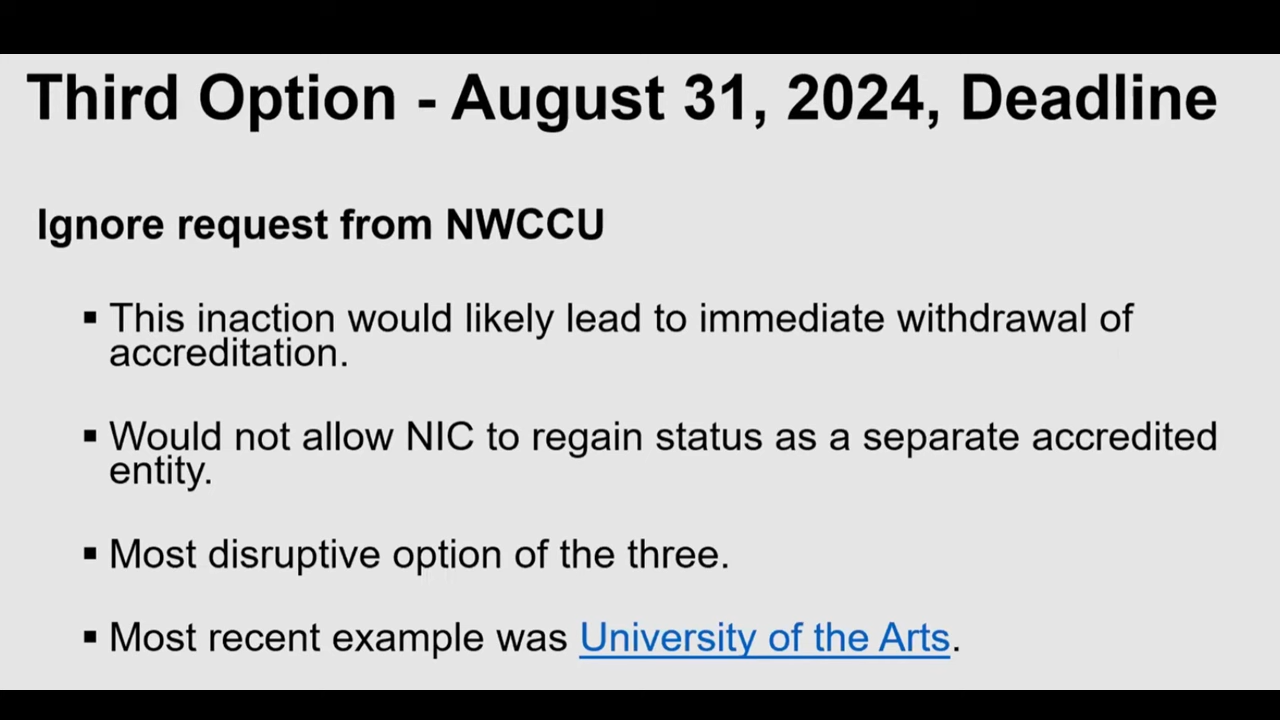 Third Option - August 31, 2024, Deadline
Ignore request from NWCCU
▪ This inaction would likely lead to immediate withdrawal of
accreditation.
▪ Would not allow NIC to regain status as a separate accredited
entity.
▪ Most disruptive option of the three.
▪ Most recent example was University of the Arts.